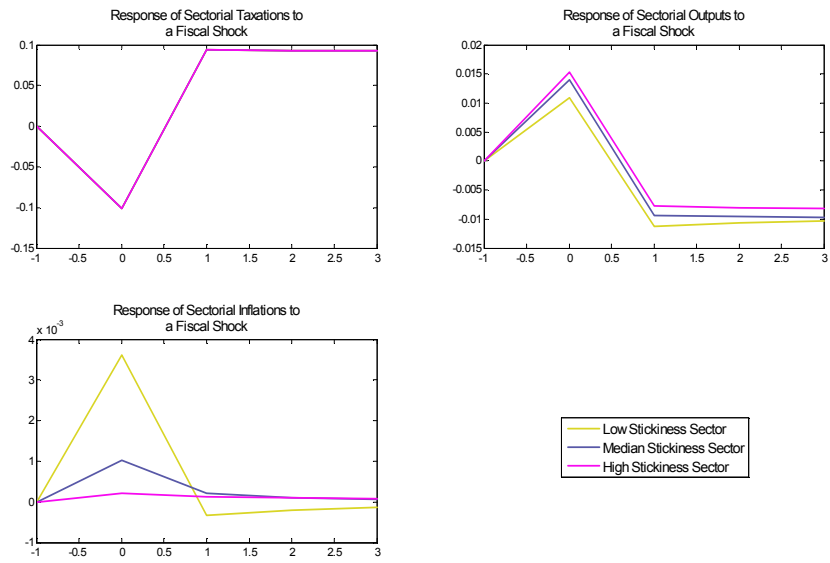 Response of Sectorial Taxations to
a Fiscal Shock
0.1
0.05
0
-0.05
-0.1
-0.15
-1 -0.5 0 0.5 1 1.5 2 2.5 3
Response of Sectorial Outputs to
a Fiscal Shock
0.02
0.015
0.01
0.005
0
-0.005
-0.01
-0.015
-1 -0.5 0 0.5 1 1.5 2 2.5 3
Response of Sectorial Inflations to
a Fiscal Shock
x 10-3
4
3
2
1
0
-1
-1 -0.5 0 0.5 1 1.5 2 2.5 3
Low Stickiness Sector
Median Stickiness Sector
High Stickiness Sector